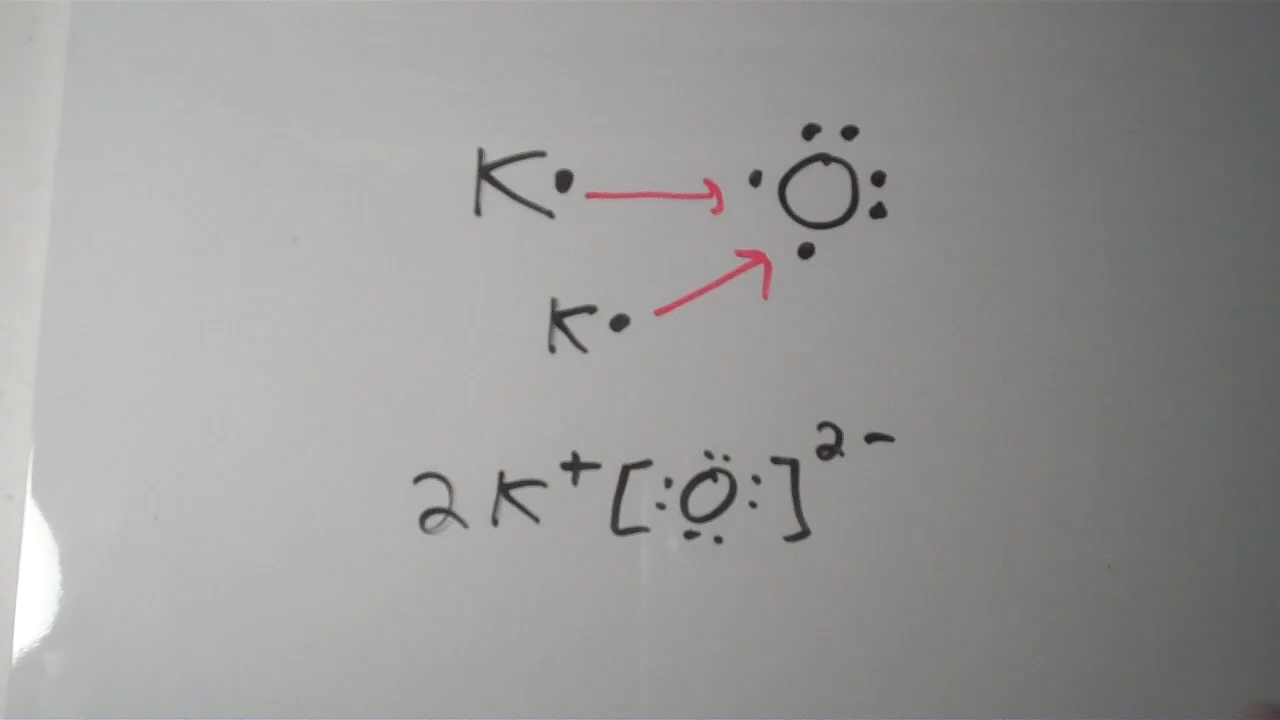 K• → •Ö:
K• →
2K⁺[:Ö:]²⁻